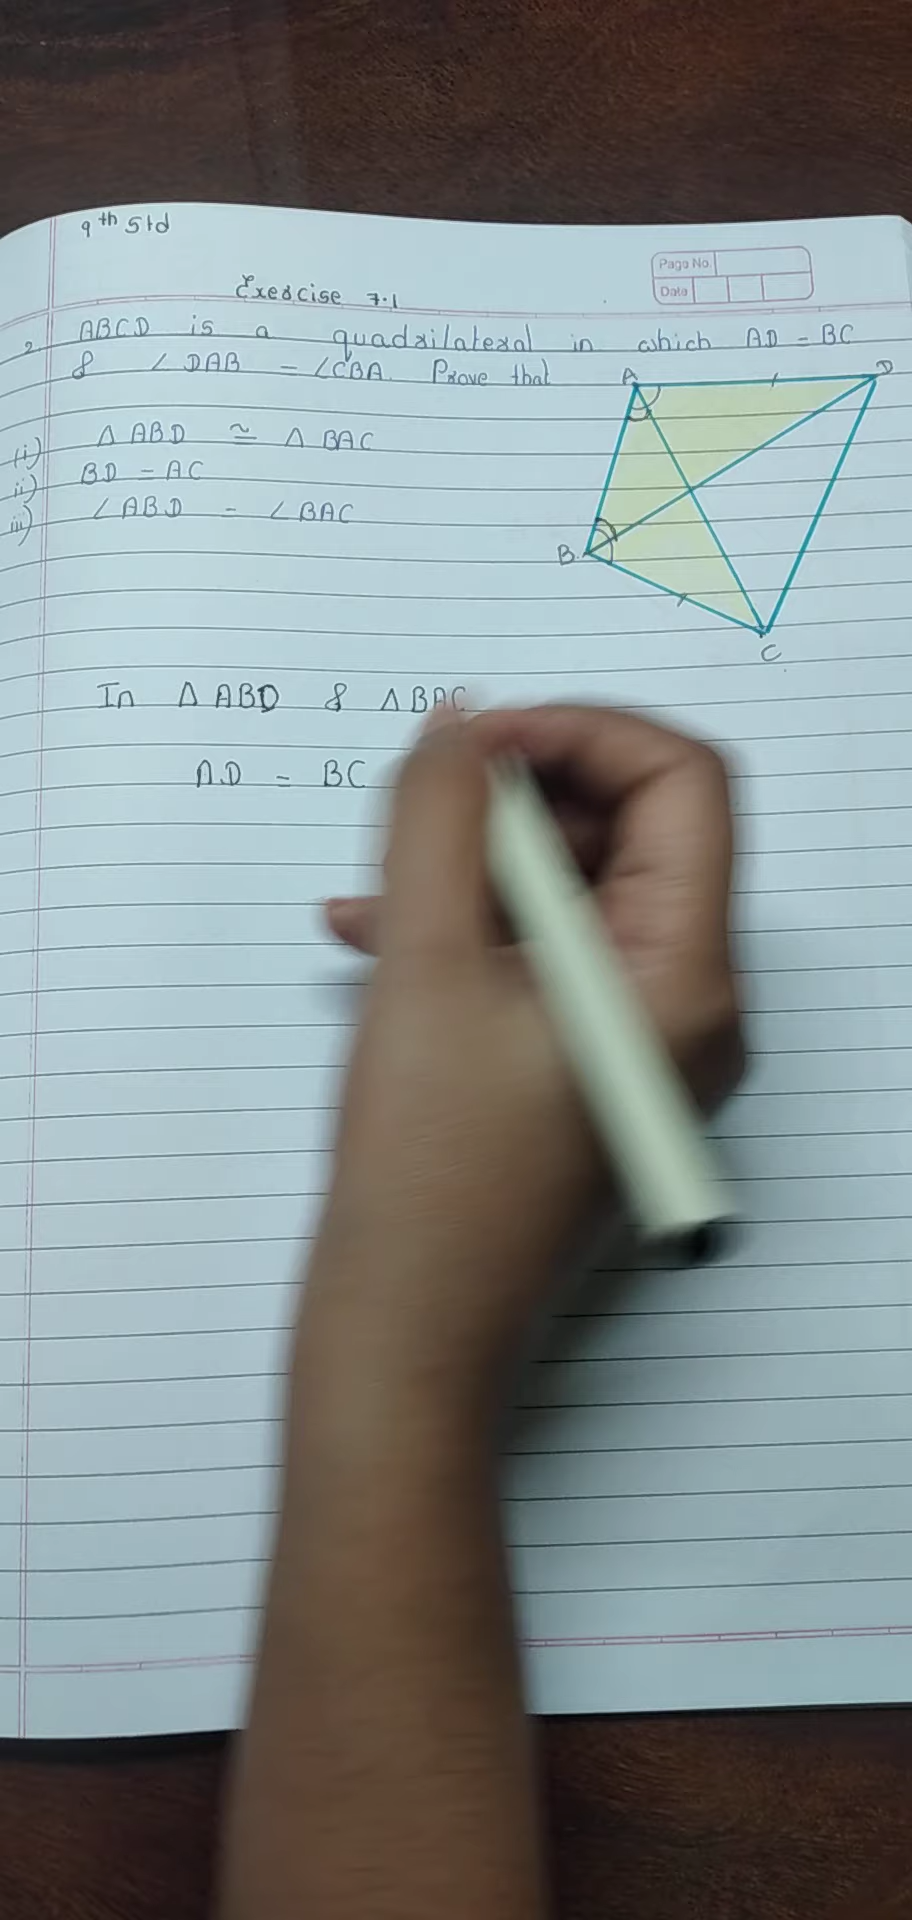 9th Std
Page No.
Date
Exercise 7.1
2. ABCD is a quadrilateral in which AD = BC
& ∠DAB = ∠CBA. Prove that
(i) Δ ABD ≅ Δ BAC
ii) BD = AC
iii) ∠ABD = ∠BAC
A
D
B
C
In Δ ABD & Δ BAC
AD = BC